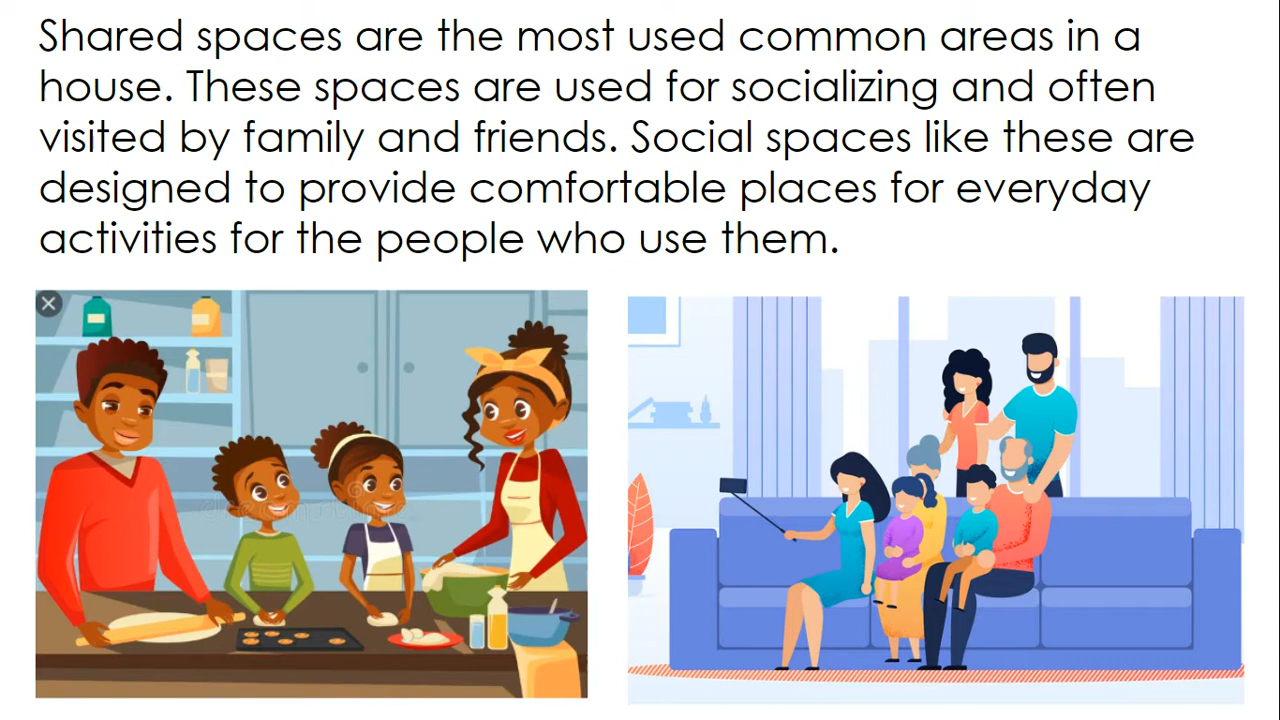 Shared spaces are the most used common areas in a
house. These spaces are used for socializing and often
visited by family and friends. Social spaces like these are
designed to provide comfortable places for everyday
activities for the people who use them.